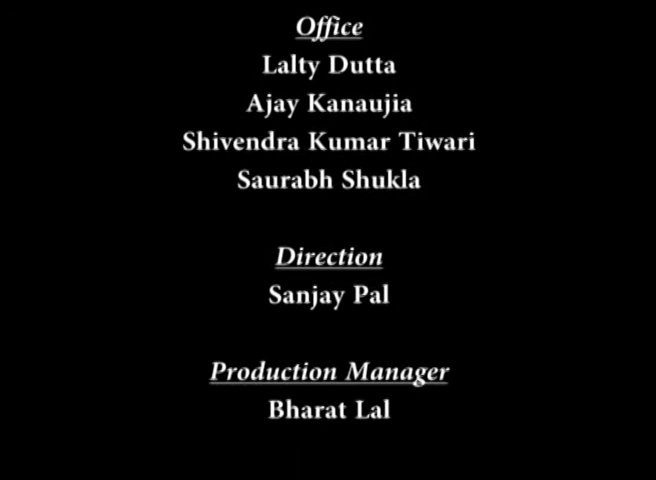 Office
Lalty Dutta
Ajay Kanaujia
Shivendra Kumar Tiwari
Saurabh Shukla
Direction
Sanjay Pal
Production Manager
Bharat Lal